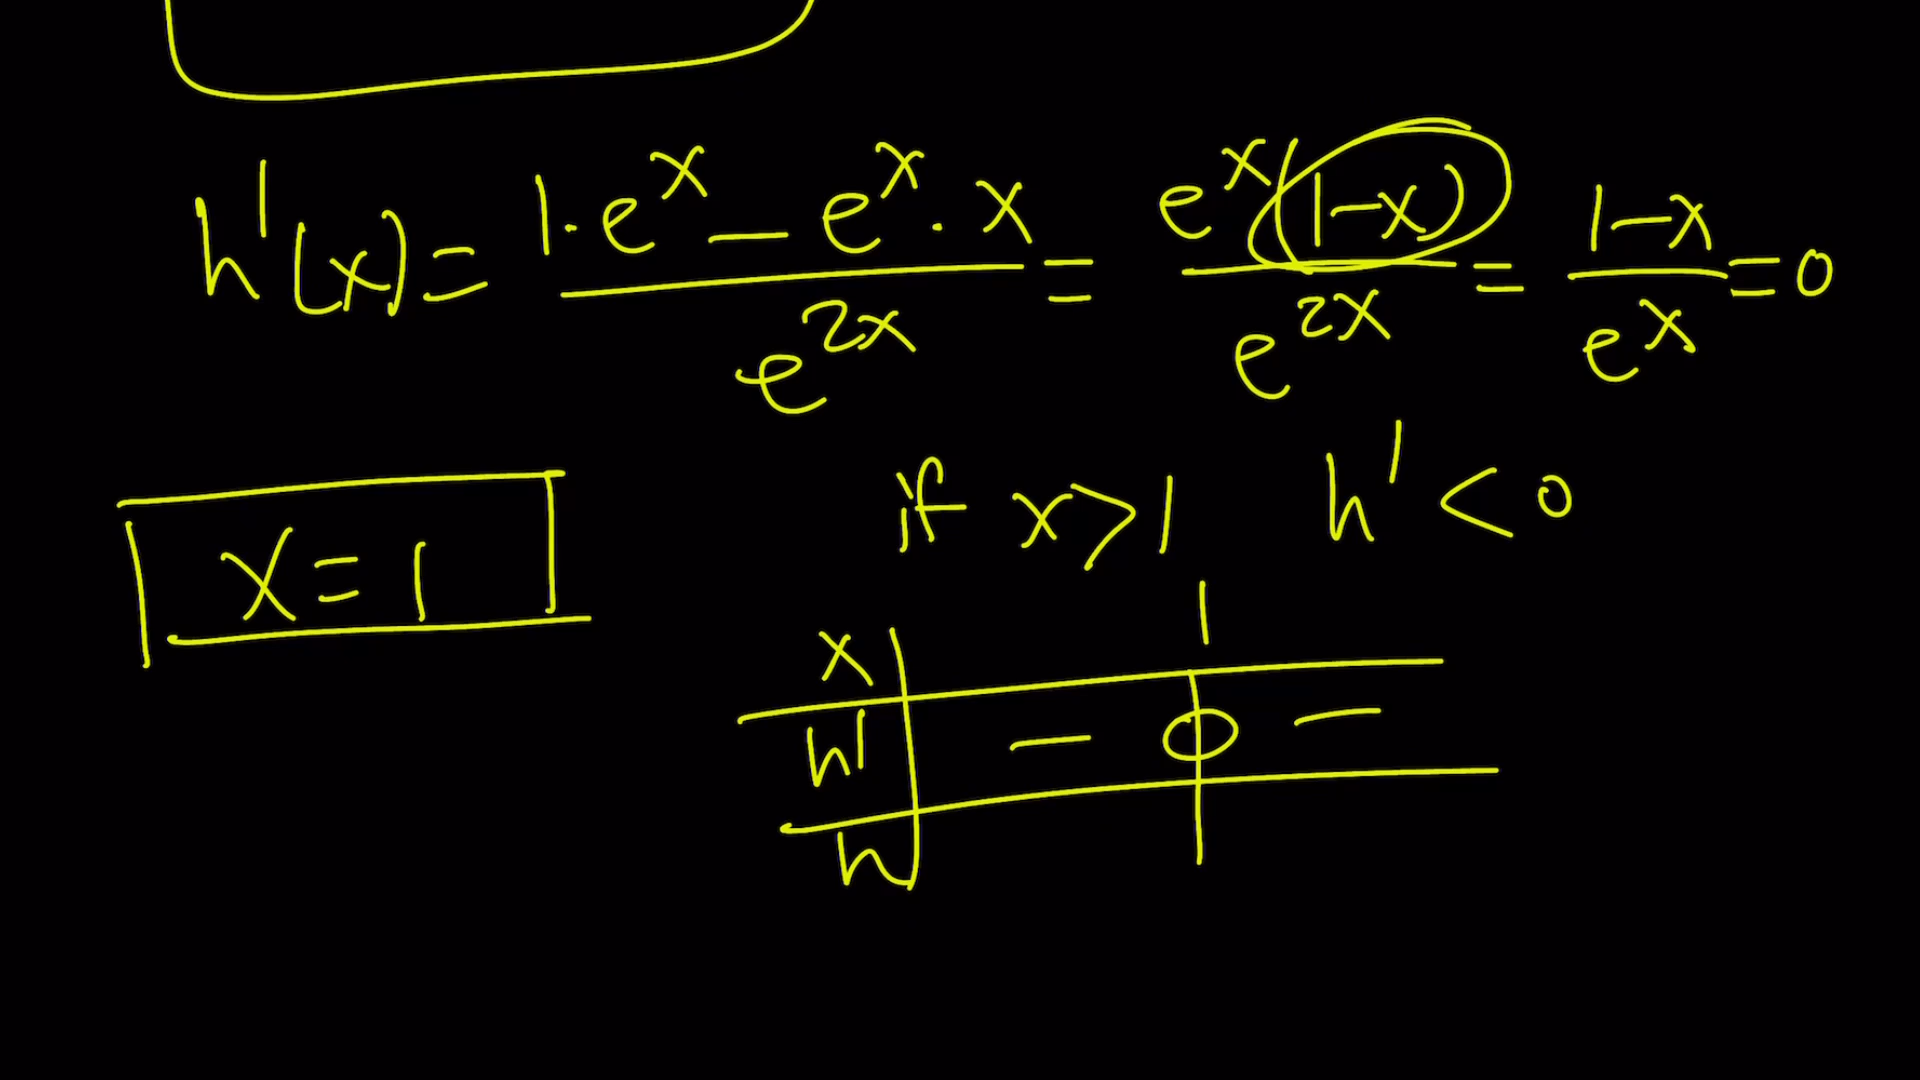 h'(x) = (1·e^x − e^x · x)/e^(2x) = e^x(1−x)/e^(2x) = (1−x)/e^x = 0
x = 1
if x > 1 h' < 0
x 1
h' − 0 −
h